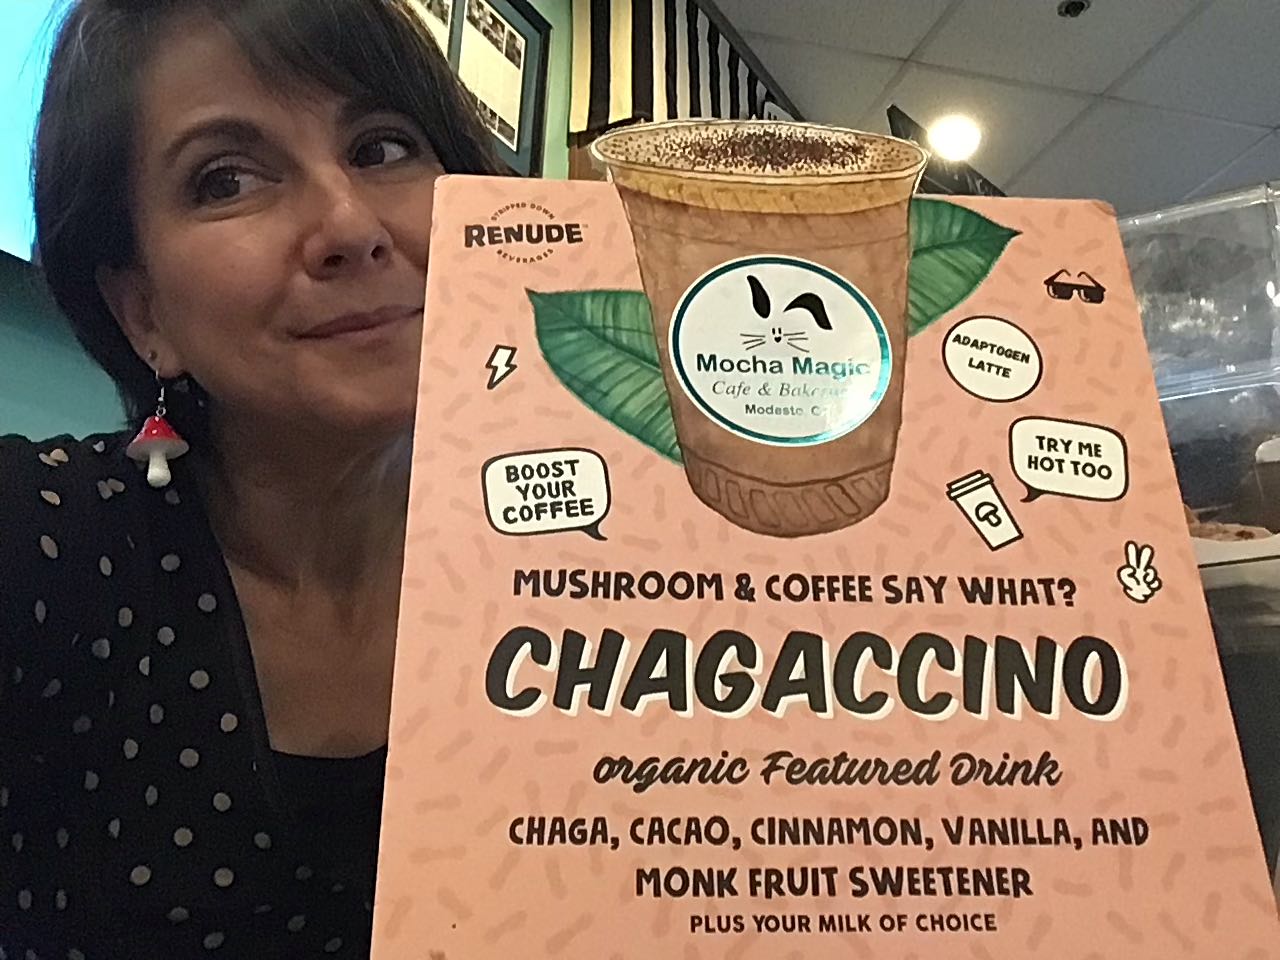 STRIPPED DOWN
RENUDE
BEVERAGES
Mocha Magic
Cafe &
Modesto
ADAPTOGEN
LATTE
TRY ME
HOT TOO
BOOST
YOUR
COFFEE
MUSHROOM & COFFEE SAY WHAT?
CHAGACCINO
organic Featured Drink
CHAGA, CACAO, CINNAMON, VANILLA, AND
MONK FRUIT SWEETENER
PLUS YOUR MILK OF CHOICE